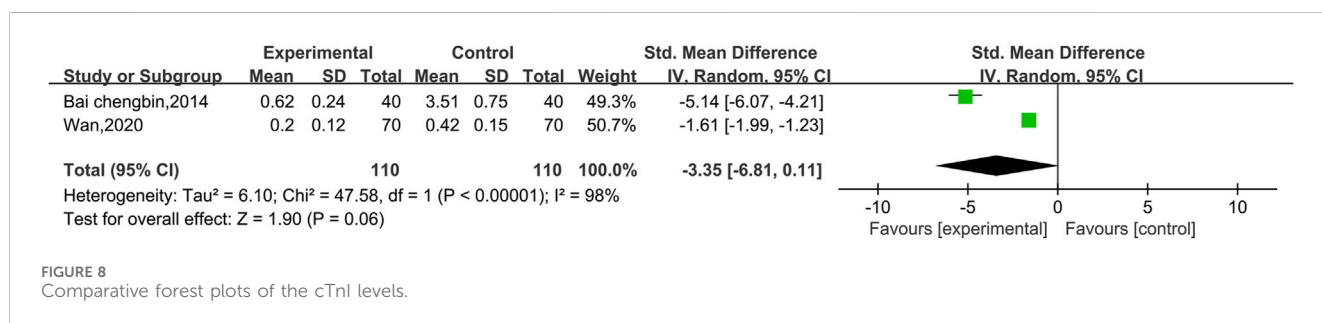 Experimental Control Std. Mean Difference Std. Mean Difference
Study or Subgroup Mean SD Total Mean SD Total Weight IV, Random, 95% CI IV, Random, 95% CI
Bai chengbin,2014 0.62 0.24 40 3.51 0.75 40 49.3% -5.14 [-6.07, -4.21]
Wan,2020 0.2 0.12 70 0.42 0.15 70 50.7% -1.61 [-1.99, -1.23]
Total (95% CI) 110 110 100.0% -3.35 [-6.81, 0.11]
Heterogeneity: Tau² = 6.10; Chi² = 47.58, df = 1 (P < 0.00001); I² = 98%
Test for overall effect: Z = 1.90 (P = 0.06)
-10 -5 0 5 10
Favours [experimental] Favours [control]
FIGURE 8
Comparative forest plots of the cTnI levels.